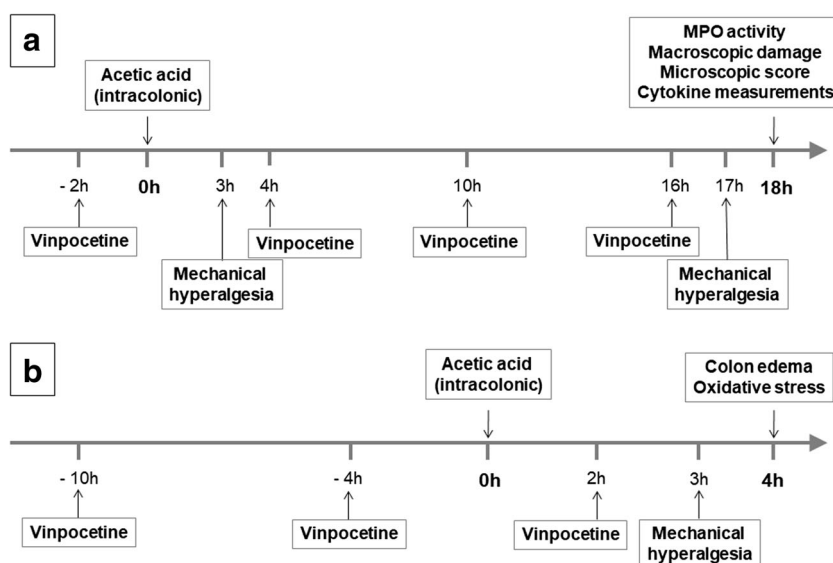 a
Acetic acid
(intracolonic)
MPO activity
Macroscopic damage
Microscopic score
Cytokine measurements
- 2h
0h
3h
4h
10h
16h
17h
18h
Vinpocetine
Vinpocetine
Vinpocetine
Vinpocetine
Mechanical
hyperalgesia
Mechanical
hyperalgesia
b
Acetic acid
(intracolonic)
Colon edema
Oxidative stress
- 10h
- 4h
0h
2h
3h
4h
Vinpocetine
Vinpocetine
Vinpocetine
Mechanical
hyperalgesia